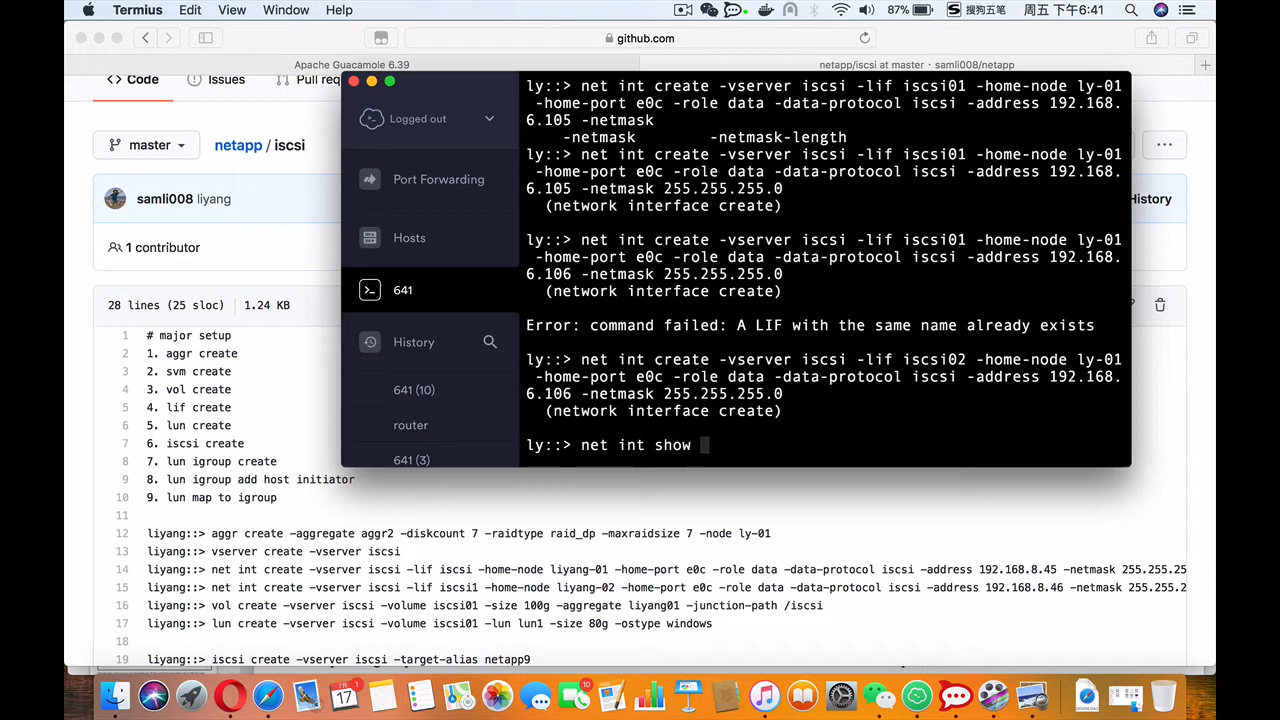 Termius Edit View Window Help
87% 搜狗五笔 周五 下午6:41
github.com
Apache Guacamole 6.39
netapp/iscsi at master · samli008/netapp
Code Issues Pull req
master
netapp / iscsi
samli008 liyang
History
1 contributor
28 lines (25 sloc) 1.24 KB
Logged out
Port Forwarding
Hosts
641
History
641 (10)
router
641 (3)
ly::> net int create -vserver iscsi -lif iscsi01 -home-node ly-01
-home-port e0c -role data -data-protocol iscsi -address 192.168.
6.105 -netmask
-netmask -netmask-length
ly::> net int create -vserver iscsi -lif iscsi01 -home-node ly-01
-home-port e0c -role data -data-protocol iscsi -address 192.168.
6.105 -netmask 255.255.255.0
(network interface create)
ly::> net int create -vserver iscsi -lif iscsi01 -home-node ly-01
-home-port e0c -role data -data-protocol iscsi -address 192.168.
6.106 -netmask 255.255.255.0
(network interface create)
Error: command failed: A LIF with the same name already exists
ly::> net int create -vserver iscsi -lif iscsi02 -home-node ly-01
-home-port e0c -role data -data-protocol iscsi -address 192.168.
6.106 -netmask 255.255.255.0
(network interface create)
ly::> net int show
1 # major setup
2 1. aggr create
3 2. svm create
4 3. vol create
5 4. lif create
6 5. lun create
7 6. iscsi create
8 7. lun igroup create
9 8. lun igroup add host initiator
10 9. lun map to igroup
11
12 liyang::> aggr create -aggregate aggr2 -diskcount 7 -raidtype raid_dp -maxraidsize 7 -node ly-01
13 liyang::> vserver create -vserver iscsi
14 liyang::> net int create -vserver iscsi -lif iscsi -home-node liyang-01 -home-port e0c -role data -data-protocol iscsi -address 192.168.8.45 -netmask 255.255.25
15 liyang::> net int create -vserver iscsi -lif iscsi1 -home-node liyang-02 -home-port e0c -role data -data-protocol iscsi -address 192.168.8.46 -netmask 255.255.2
16 liyang::> vol create -vserver iscsi -volume iscsi01 -size 100g -aggregate liyang01 -junction-path /iscsi
17 liyang::> lun create -vserver iscsi -volume iscsi01 -lun lun1 -size 80g -ostype windows
18
19 liyang::> iscsi create -vserver iscsi -target-alias netapp9
7月
17
1
10
DOWNLOAD